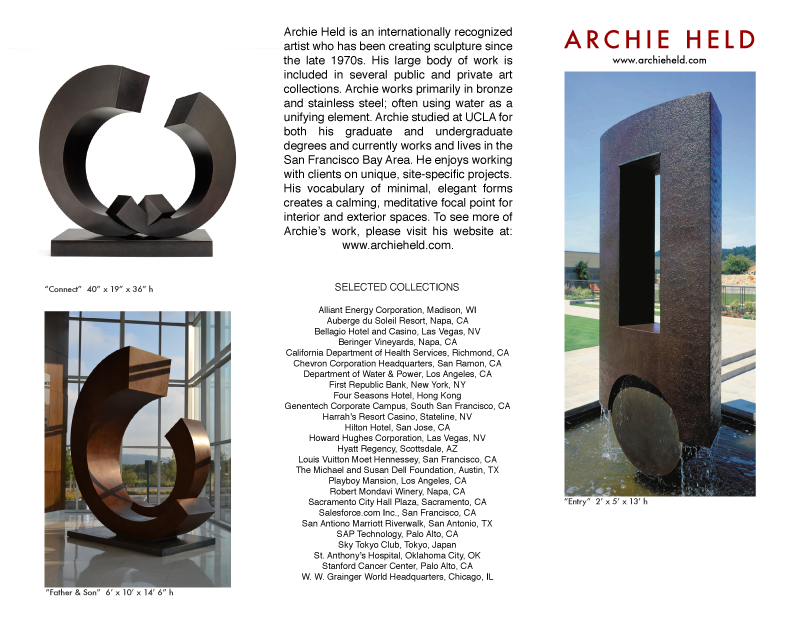 Archie Held is an internationally recognized
artist who has been creating sculpture since
the late 1970s. His large body of work is
included in several public and private art
collections. Archie works primarily in bronze
and stainless steel; often using water as a
unifying element. Archie studied at UCLA for
both his graduate and undergraduate
degrees and currently works and lives in the
San Francisco Bay Area. He enjoys working
with clients on unique, site-specific projects.
His vocabulary of minimal, elegant forms
creates a calming, meditative focal point for
interior and exterior spaces. To see more of
Archie's work, please visit his website at:
www.archieheld.com.
ARCHIE HELD
www.archieheld.com
"Connect" 40" x 19" x 36" h
SELECTED COLLECTIONS
Alliant Energy Corporation, Madison, WI
Auberge du Soleil Resort, Napa, CA
Bellagio Hotel and Casino, Las Vegas, NV
Beringer Vineyards, Napa, CA
California Department of Health Services, Richmond, CA
Chevron Corporation Headquarters, San Ramon, CA
Department of Water & Power, Los Angeles, CA
First Republic Bank, New York, NY
Four Seasons Hotel, Hong Kong
Genentech Corporate Campus, South San Francisco, CA
Harrah's Resort Casino, Stateline, NV
Hilton Hotel, San Jose, CA
Howard Hughes Corporation, Las Vegas, NV
Hyatt Regency, Scottsdale, AZ
Louis Vuitton Moet Hennessey, San Francisco, CA
The Michael and Susan Dell Foundation, Austin, TX
Playboy Mansion, Los Angeles, CA
Robert Mondavi Winery, Napa, CA
Sacramento City Hall Plaza, Sacramento, CA
Salesforce.com Inc., San Francisco, CA
San Antiono Marriott Riverwalk, San Antonio, TX
SAP Technology, Palo Alto, CA
Sky Tokyo Club, Tokyo, Japan
St. Anthony's Hospital, Oklahoma City, OK
Stanford Cancer Center, Palo Alto, CA
W. W. Grainger World Headquarters, Chicago, IL
"Entry" 2' x 5' x 13' h
"Father & Son" 6' x 10' x 14' 6" h